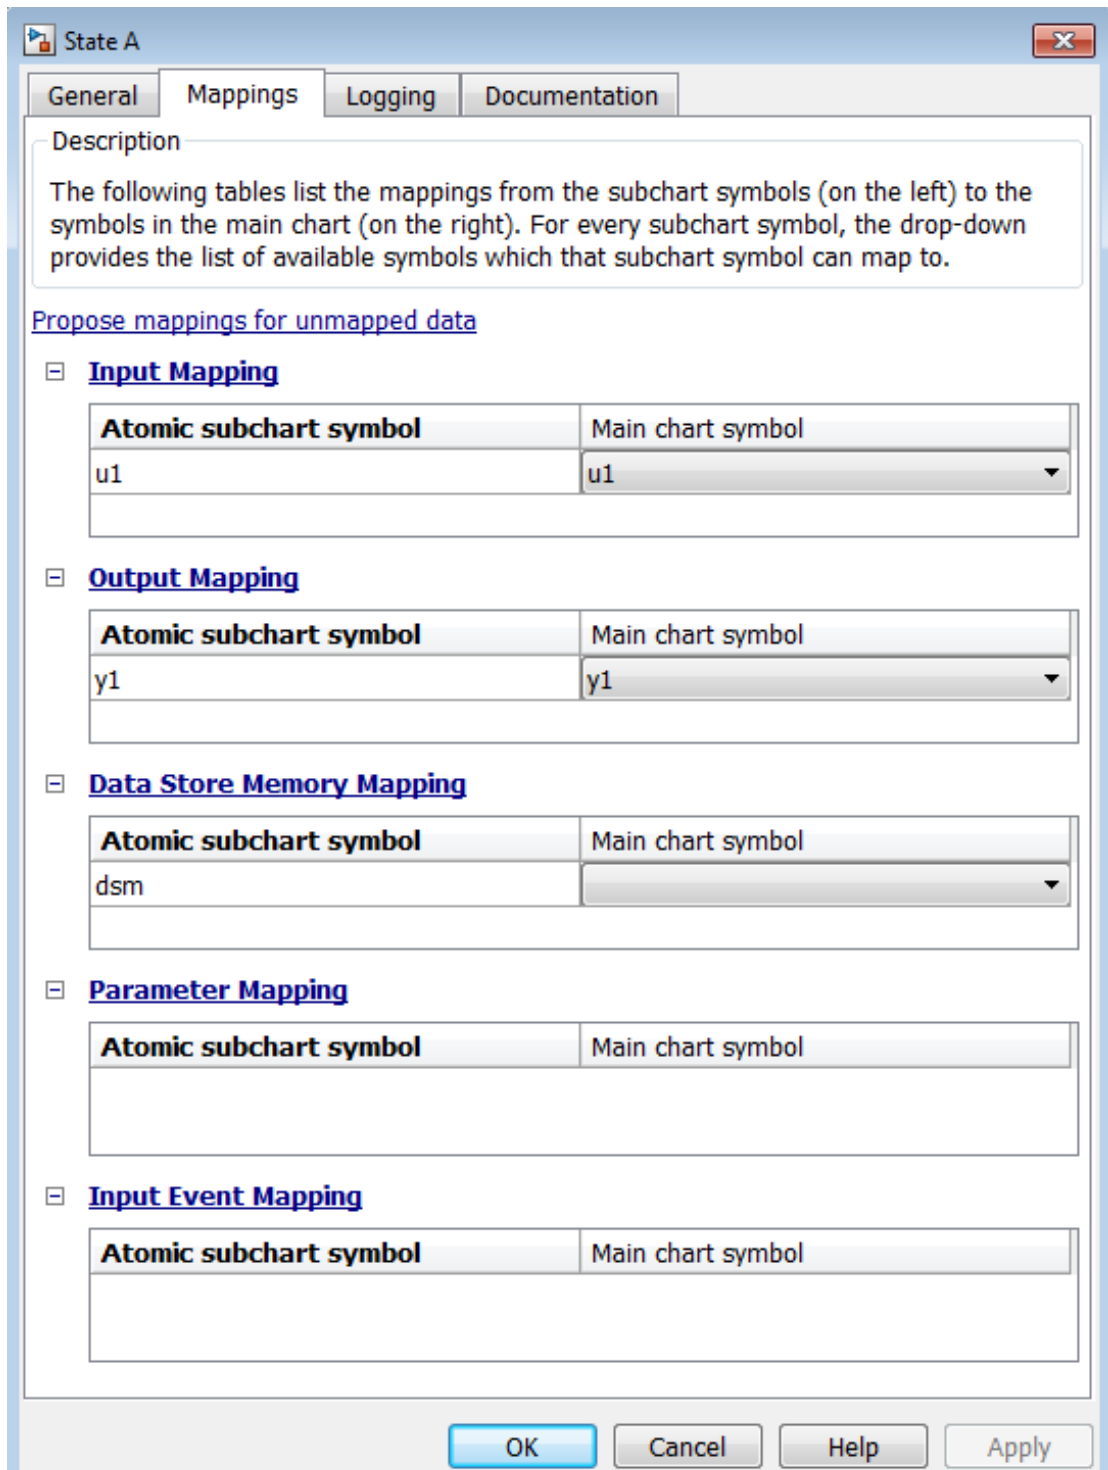 State A
General Mappings Logging Documentation
Description
The following tables list the mappings from the subchart symbols (on the left) to the
symbols in the main chart (on the right). For every subchart symbol, the drop-down
provides the list of available symbols which that subchart symbol can map to.
Propose mappings for unmapped data
Input Mapping
Atomic subchart symbol Main chart symbol
u1 u1
Output Mapping
Atomic subchart symbol Main chart symbol
y1 y1
Data Store Memory Mapping
Atomic subchart symbol Main chart symbol
dsm
Parameter Mapping
Atomic subchart symbol Main chart symbol
Input Event Mapping
Atomic subchart symbol Main chart symbol
OK Cancel Help Apply